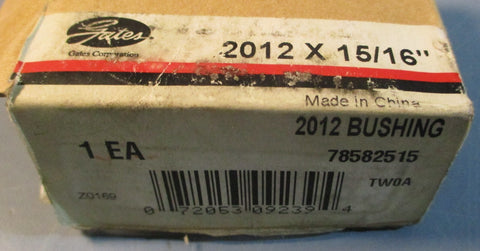 Gates
Gates Corporation
2012 X 15/16"
Made in China
2012 BUSHING
1 EA
78582515
TW0A
Z0169
0 72053 09239 4